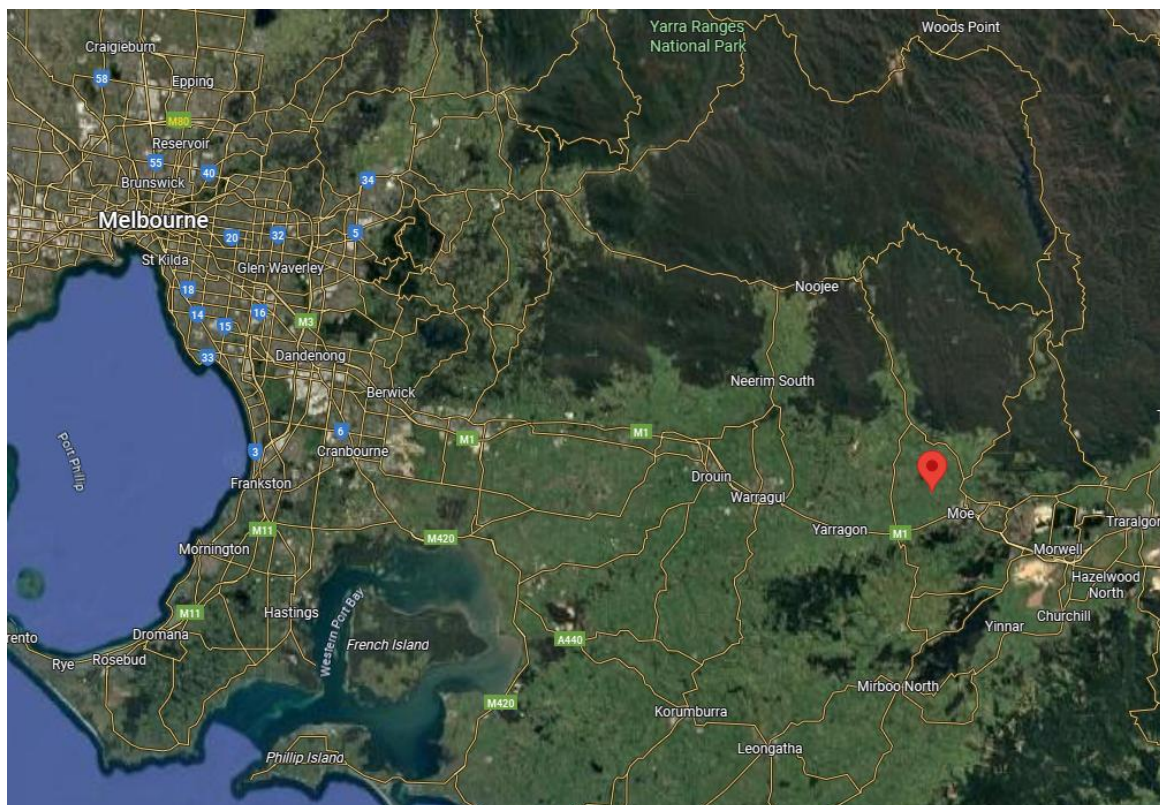 Yarra Ranges
National Park
Woods Point
Craigieburn
58
Epping
M80
Reservoir
55
40
34
Brunswick
Melbourne
20
32
5
St Kilda
Glen Waverley
18
Noojee
14
15
16
M3
33
Dandenong
Neerim South
Berwick
Port Phillip
3
6
M1
M1
Cranbourne
Frankston
Drouin
Warragul
Moe
Yarragon
M1
Traralgon
M11
M420
Mornington
Morwell
Hazelwood
North
Churchill
Hastings
Western Port Bay
M11
Dromana
French Island
A440
Yinnar
rento
Rye
Rosebud
M420
Mirboo North
Korumburra
Leongatha
Phillip Island